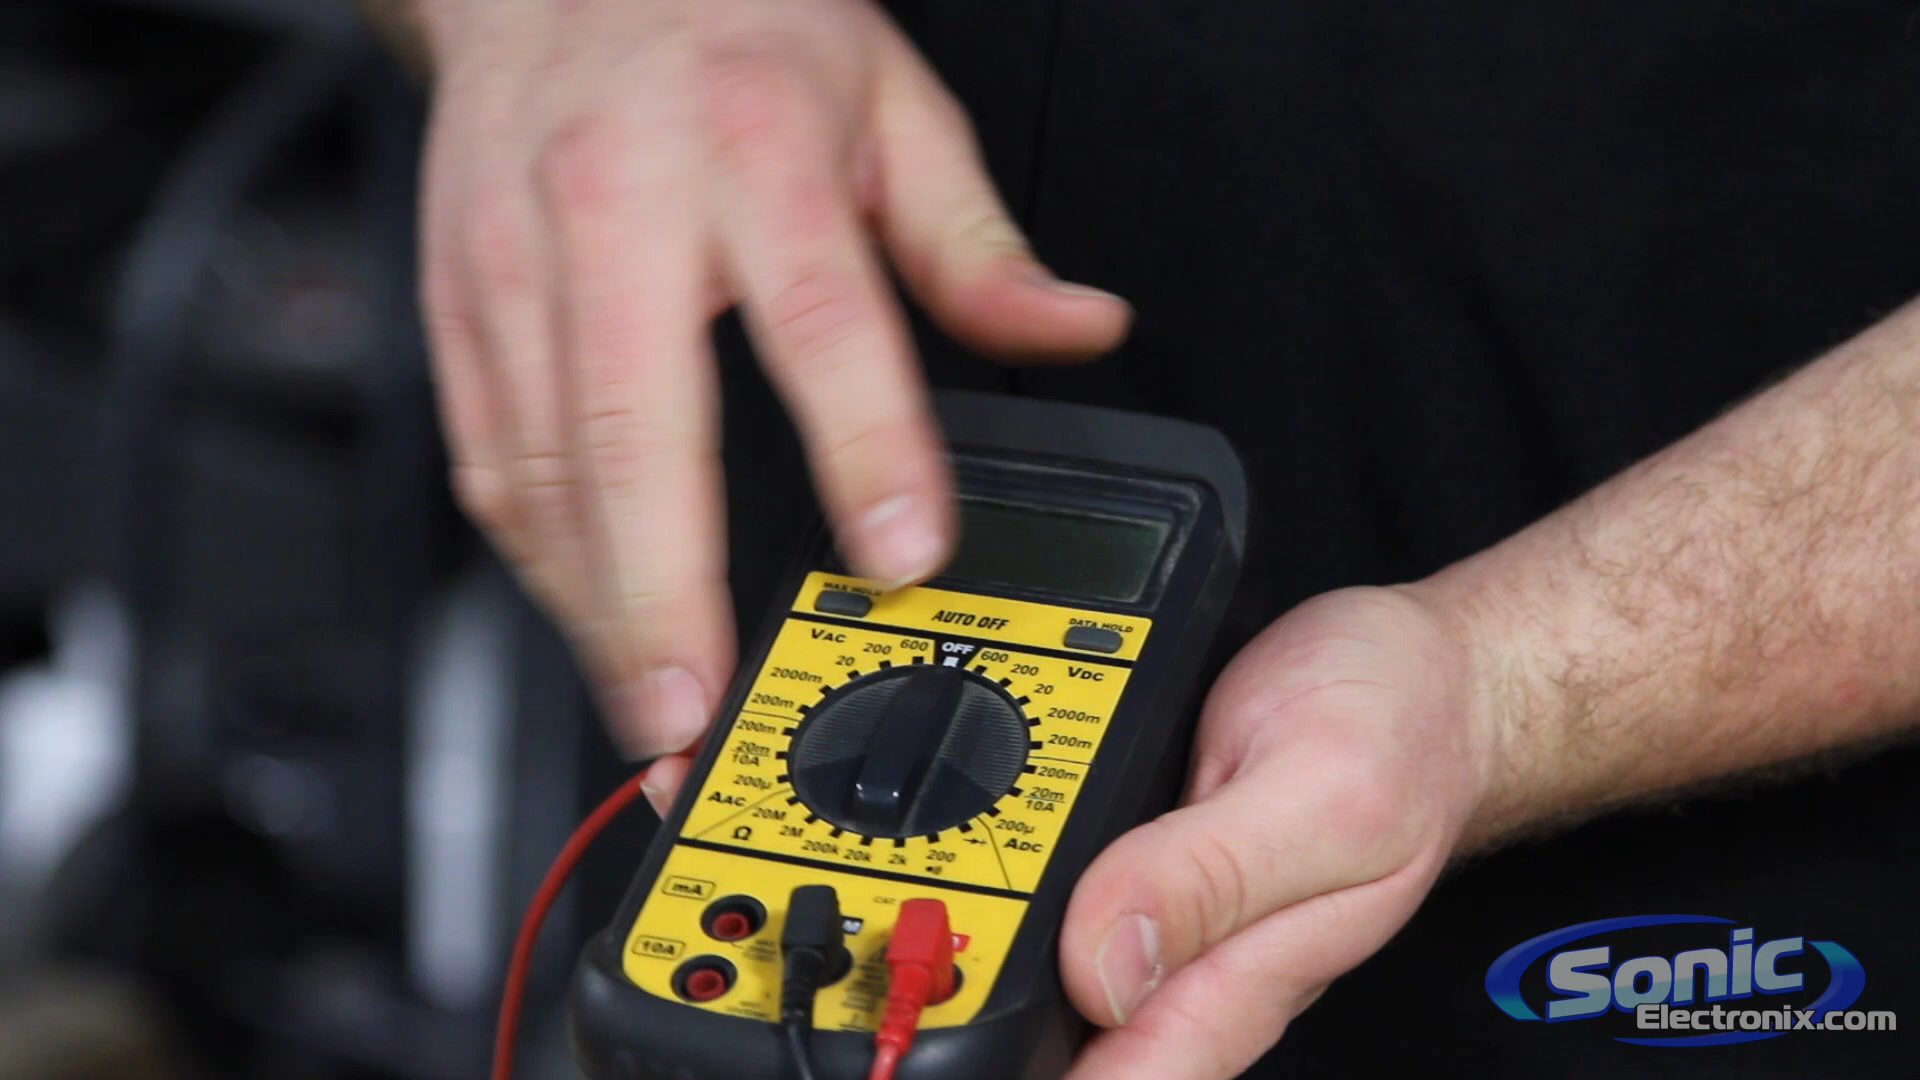 MAX HOLD
AUTO OFF
DATA HOLD
VAC 200 600 OFF 600 200 VDC
20 20
2000m 2000m
200m 200m
200m 200m
20m 20m
10A 10A
200µ 200µ
AAC ADC
20M
Ω 2M 200k 20k 2k 200
mA
10A
Sonic
Electronix.com